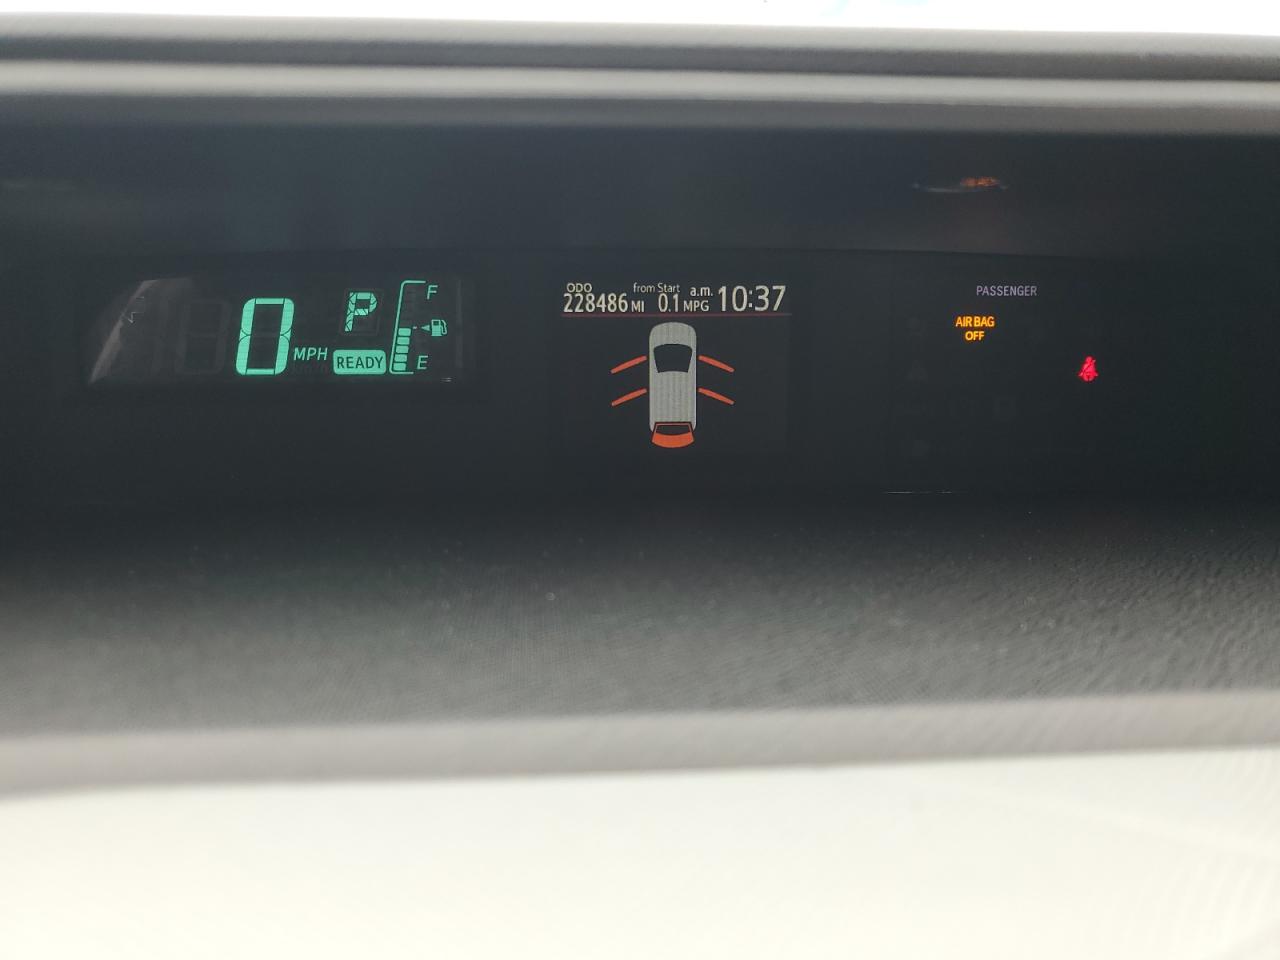 0 MPH P READY F E
ODO 228486 MI
from Start 0.1 MPG
a.m. 10:37
PASSENGER
AIR BAG
OFF